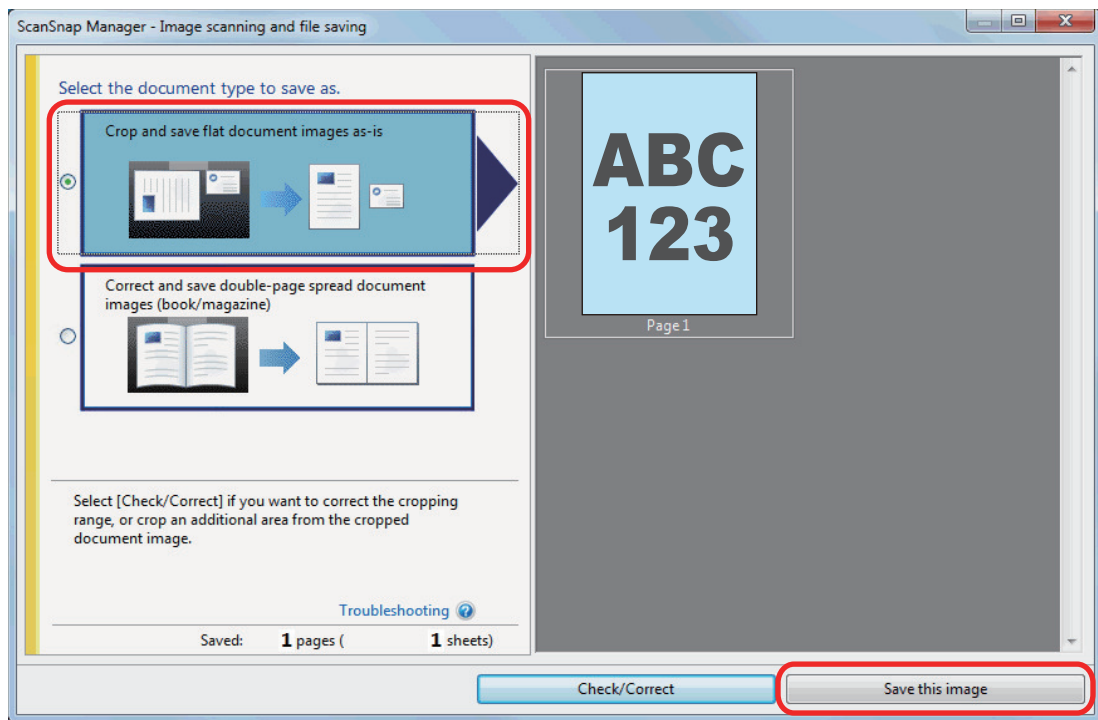 ScanSnap Manager - Image scanning and file saving
Select the document type to save as.
Crop and save flat document images as-is
Correct and save double-page spread document
images (book/magazine)
Select [Check/Correct] if you want to correct the cropping
range, or crop an additional area from the cropped
document image.
Troubleshooting ?
Saved: 1 pages ( 1 sheets)
ABC
123
Page1
Check/Correct
Save this image